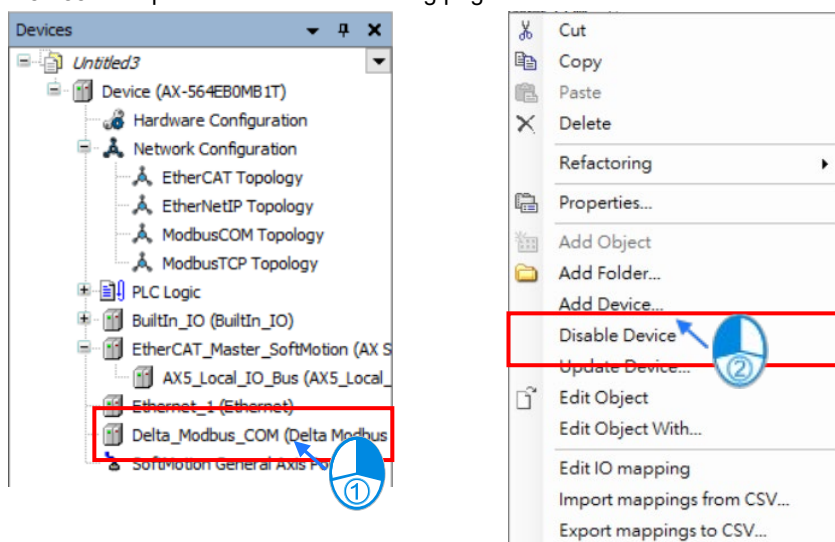 Devices
Untitled3
Device (AX-564EB0MB1T)
Hardware Configuration
Network Configuration
EtherCAT Topology
EtherNetIP Topology
ModbusCOM Topology
ModbusTCP Topology
PLC Logic
BuiltIn_IO (BuiltIn_IO)
EtherCAT_Master_SoftMotion (AX S
AX5_Local_IO_Bus (AX5_Local_
Ethernet_1 (Ethernet)
Delta_Modbus_COM (Delta Modbus
SoftMotion General Axis Po
①
Cut
Copy
Paste
Delete
Refactoring
Properties...
Add Object
Add Folder...
Add Device...
Disable Device
Update Device...
②
Edit Object
Edit Object With...
Edit IO mapping
Import mappings from CSV...
Export mappings to CSV...